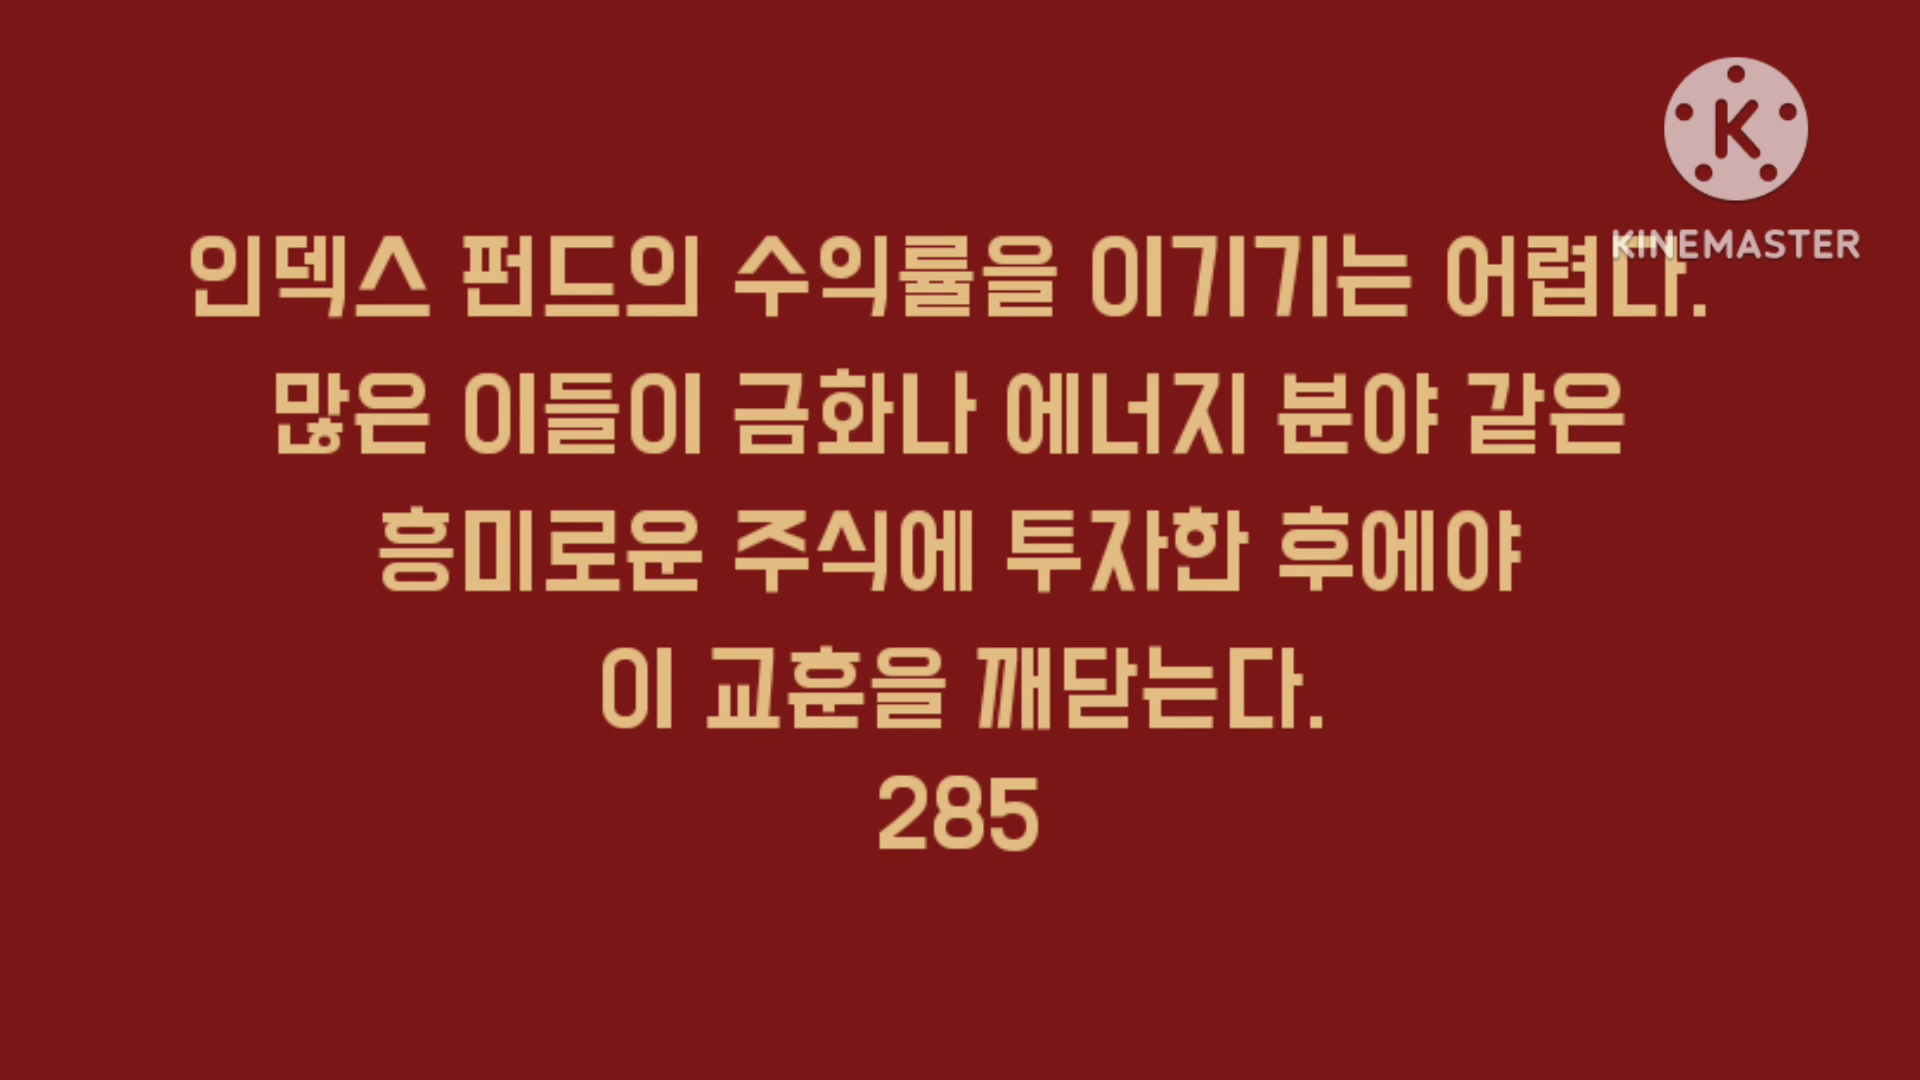 K
KINEMASTER
인덱스 펀드의 수익률을 이기기는 어렵다.
많은 이들이 금화나 에너지 분야 같은
흥미로운 주식에 투자한 후에야
이 교훈을 깨닫는다.
285